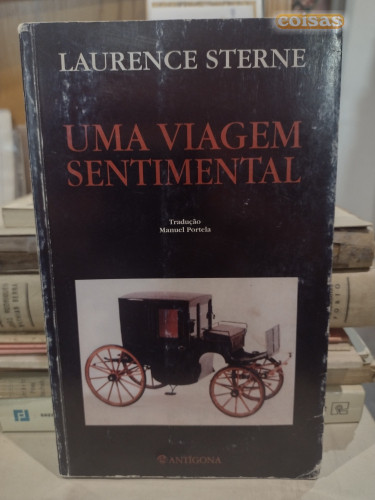 coisas
LAURENCE STERNE
UMA VIAGEM
SENTIMENTAL
Tradução
Manuel Portela
ANTÍGONA